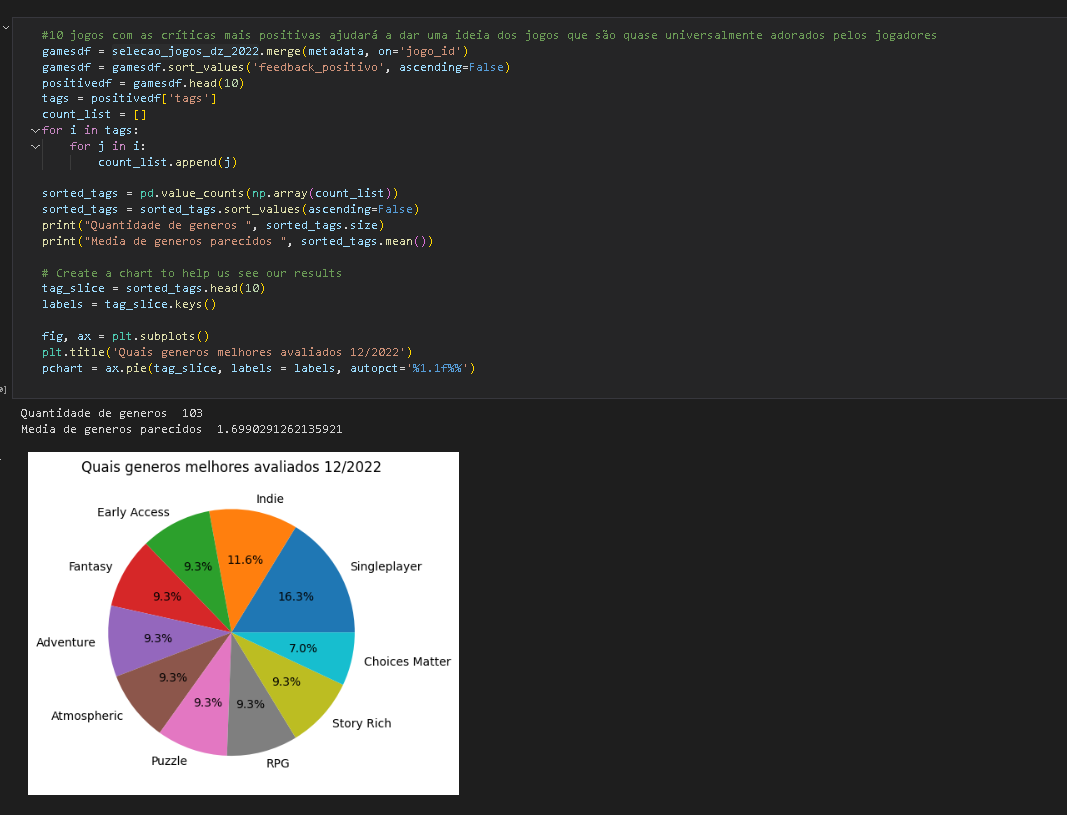 #10 jogos com as críticas mais positivas ajudará a dar uma ideia dos jogos que são quase universalmente adorados pelos jogadores
gamesdf = selecao_jogos_dz_2022.merge(metadata, on='jogo_id')
gamesdf = gamesdf.sort_values('feedback_positivo', ascending=False)
positivedf = gamesdf.head(10)
tags = positivedf['tags']
count_list = []
for i in tags:
    for j in i:
        count_list.append(j)
sorted_tags = pd.value_counts(np.array(count_list))
sorted_tags = sorted_tags.sort_values(ascending=False)
print("Quantidade de generos ", sorted_tags.size)
print("Media de generos parecidos ", sorted_tags.mean())
# Create a chart to help us see our results
tag_slice = sorted_tags.head(10)
labels = tag_slice.keys()
fig, ax = plt.subplots()
plt.title('Quais generos melhores avaliados 12/2022')
pchart = ax.pie(tag_slice, labels = labels, autopct='%1.1f%%')
Quantidade de generos  103
Media de generos parecidos  1.6990291262135921
Quais generos melhores avaliados 12/2022
Indie
Early Access
11.6%
9.3%
Fantasy
Singleplayer
9.3%
16.3%
Adventure
9.3%
7.0%
Choices Matter
9.3%
9.3%
9.3%
9.3%
Atmospheric
Story Rich
Puzzle
RPG